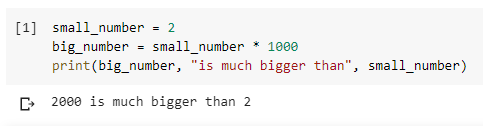 [1] small_number = 2
big_number = small_number * 1000
print(big_number, "is much bigger than", small_number)
2000 is much bigger than 2